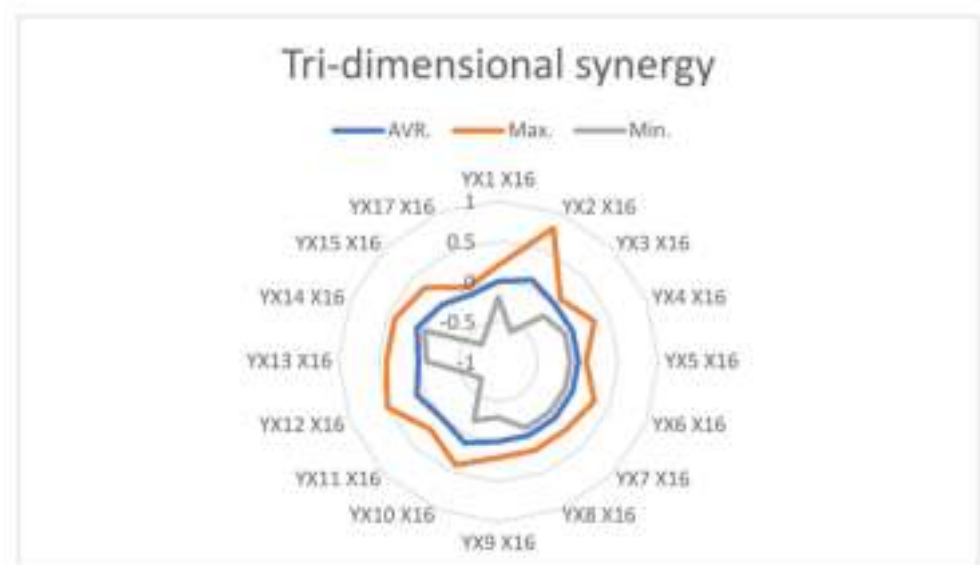 Tri-dimensional synergy
AVR. Max. Min.
YX1 X16
YX17 X16 1 YX2 X16
YX15 X16 0.5 YX3 X16
YX14 X16 0 YX4 X16
-0.5
YX13 X16 -1 YX5 X16
YX12 X16 YX6 X16
YX11 X16 YX7 X16
YX10 X16 YX8 X16
YX9 X16